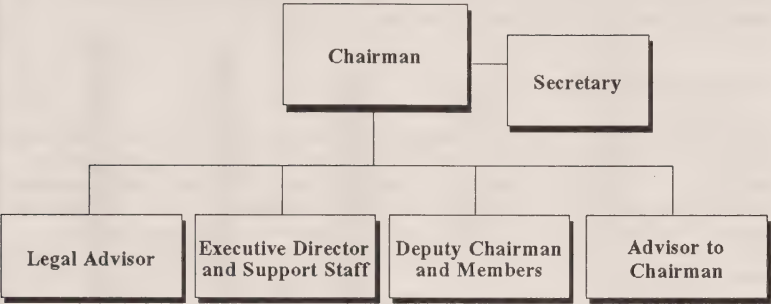 Chairman
Secretary
Legal Advisor
Executive Director
and Support Staff
Deputy Chairman
and Members
Advisor to
Chairman